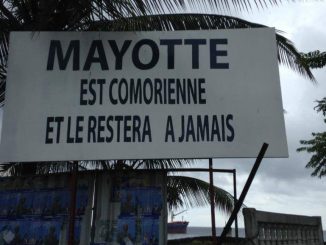 MAYOTTE
EST COMORIENNE
ET LE RESTERA A JAMAIS